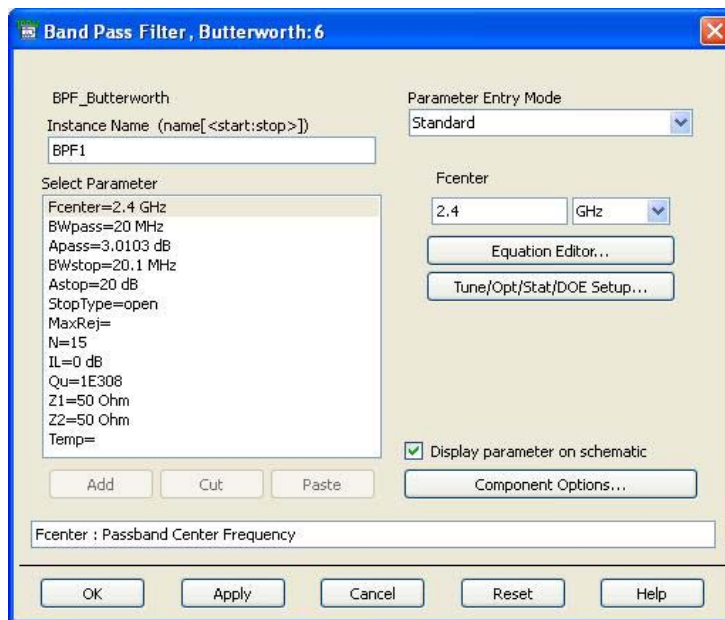 Band Pass Filter, Butterworth:6
BPF_Butterworth
Instance Name (name[<start:stop>])
BPF1
Select Parameter
Fcenter=2.4 GHz
BWpass=20 MHz
Apass=3.0103 dB
BWstop=20.1 MHz
Astop=20 dB
StopType=open
MaxRej=
N=15
IL=0 dB
Qu=1E308
Z1=50 Ohm
Z2=50 Ohm
Temp=
Add
Cut
Paste
Parameter Entry Mode
Standard
Fcenter
2.4 GHz
Equation Editor...
Tune/Opt/Stat/DOE Setup...
Display parameter on schematic
Component Options...
Fcenter : Passband Center Frequency
OK
Apply
Cancel
Reset
Help